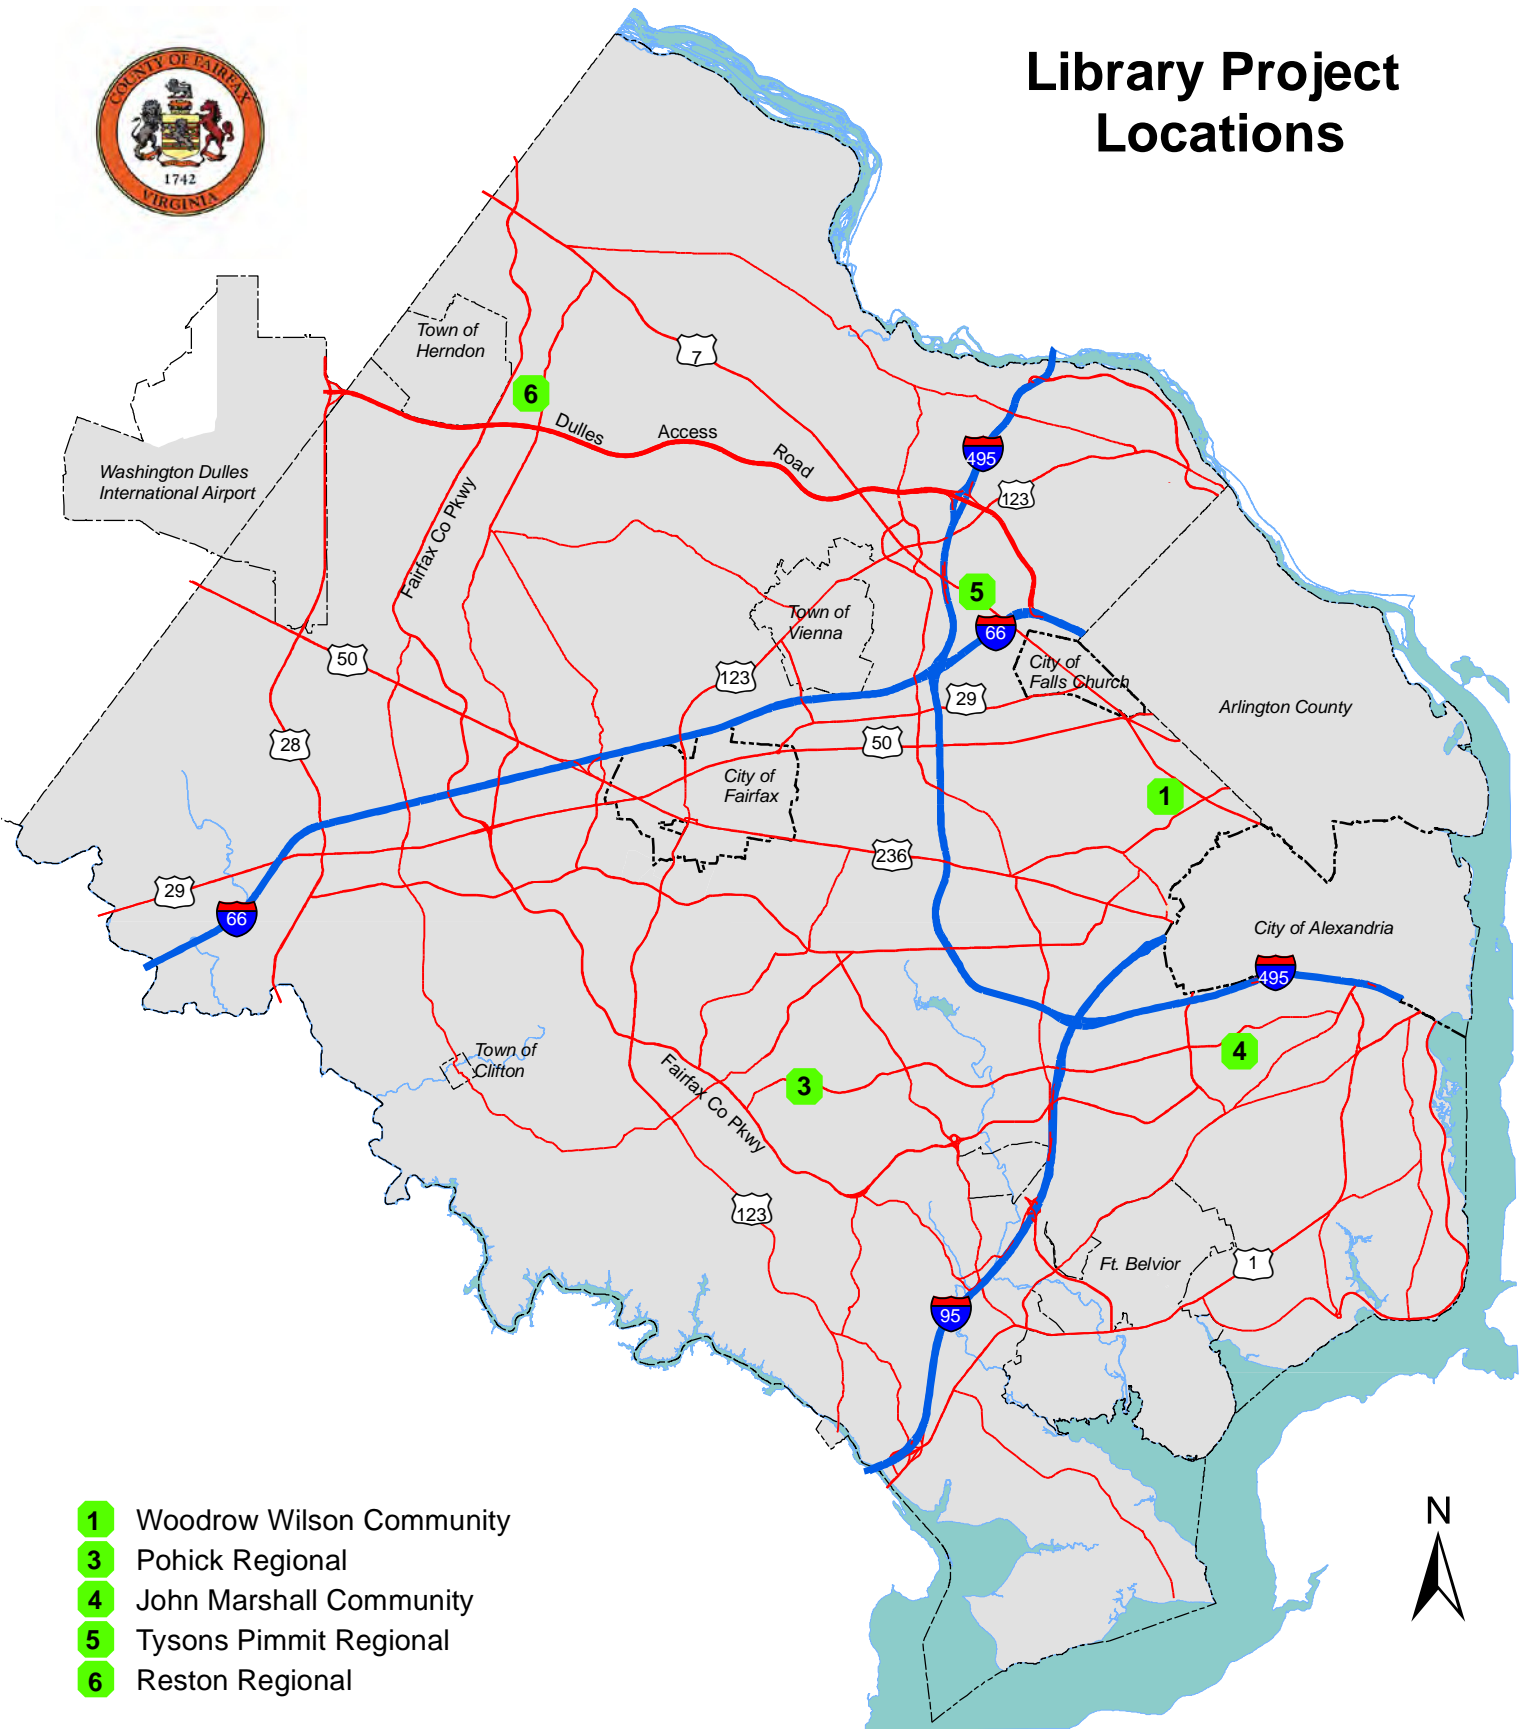 Library Project
Locations
COUNTY OF FAIRFAX
1742
VIRGINIA
Town of
Herndon
7
6
Dulles
Access
Road
495
123
Washington Dulles
International Airport
Fairfax Co Pkwy
5
66
Town of
Vienna
City of
Falls Church
50
123
29
Arlington County
28
50
City of
Fairfax
1
236
29
66
City of Alexandria
495
Town of
Clifton
4
3
Fairfax Co Pkwy
123
Ft. Belvior
1
95
1 Woodrow Wilson Community
3 Pohick Regional
4 John Marshall Community
5 Tysons Pimmit Regional
6 Reston Regional
N